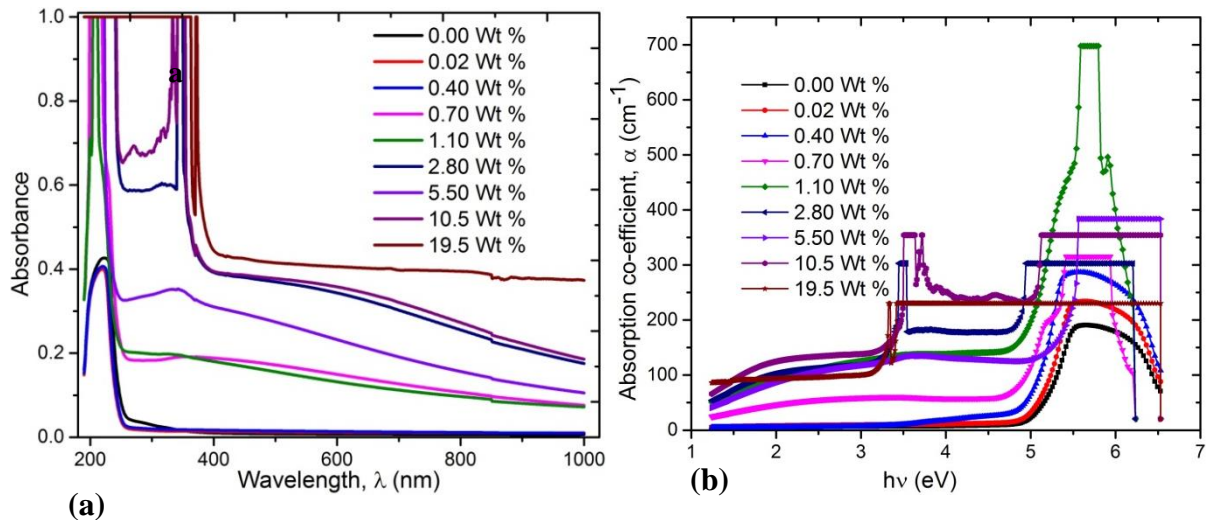 (a)
Absorbance
1.0
0.8
0.6
0.4
0.2
0.0
a
0.00 Wt %
0.02 Wt %
0.40 Wt %
0.70 Wt %
1.10 Wt %
2.80 Wt %
5.50 Wt %
10.5 Wt %
19.5 Wt %
200 400 600 800 1000
Wavelength, λ (nm)
(a)
b)
Absorption co-efficient, α (cm⁻¹)
700
600
500
400
300
200
100
0
0.00 Wt %
0.02 Wt %
0.40 Wt %
0.70 Wt %
1.10 Wt %
2.80 Wt %
5.50 Wt %
10.5 Wt %
19.5 Wt %
1 2 3 4 5 6 7
hν (eV)
(b)